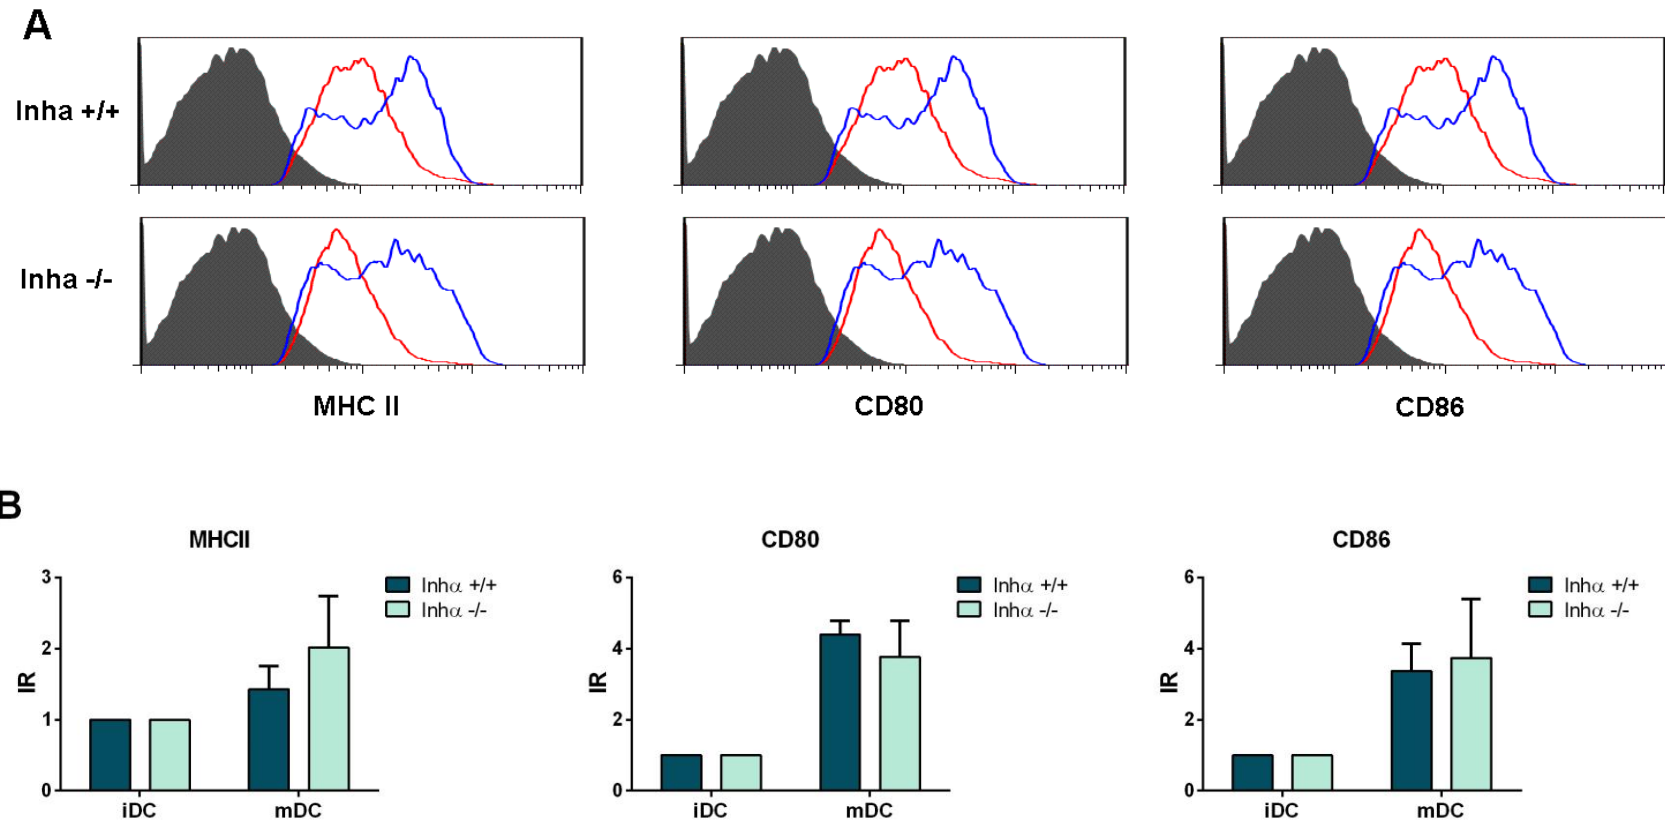 A
Inha +/+
Inha -/-
MHC II
CD80
CD86
B
MHCII
CD80
CD86
3
2
1
0
IR
iDC
mDC
Inhα +/+
Inhα -/-
6
4
2
0
IR
iDC
mDC
Inhα +/+
Inhα -/-
6
4
2
0
IR
iDC
mDC
Inhα +/+
Inhα -/-